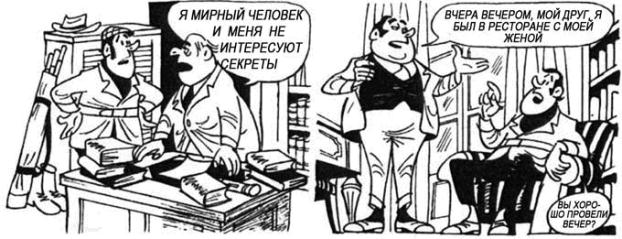 Я МИРНЫЙ ЧЕЛОВЕК
И МЕНЯ НЕ
ИНТЕРЕСУЮТ
СЕКРЕТЫ
ВЧЕРА ВЕЧЕРОМ, МОЙ ДРУГ, Я
БЫЛ В РЕСТОРАНЕ С МОЕЙ
ЖЕНОЙ
ВЫ ХОРО-
ШО ПРОВЕЛИ
ВЕЧЕР?